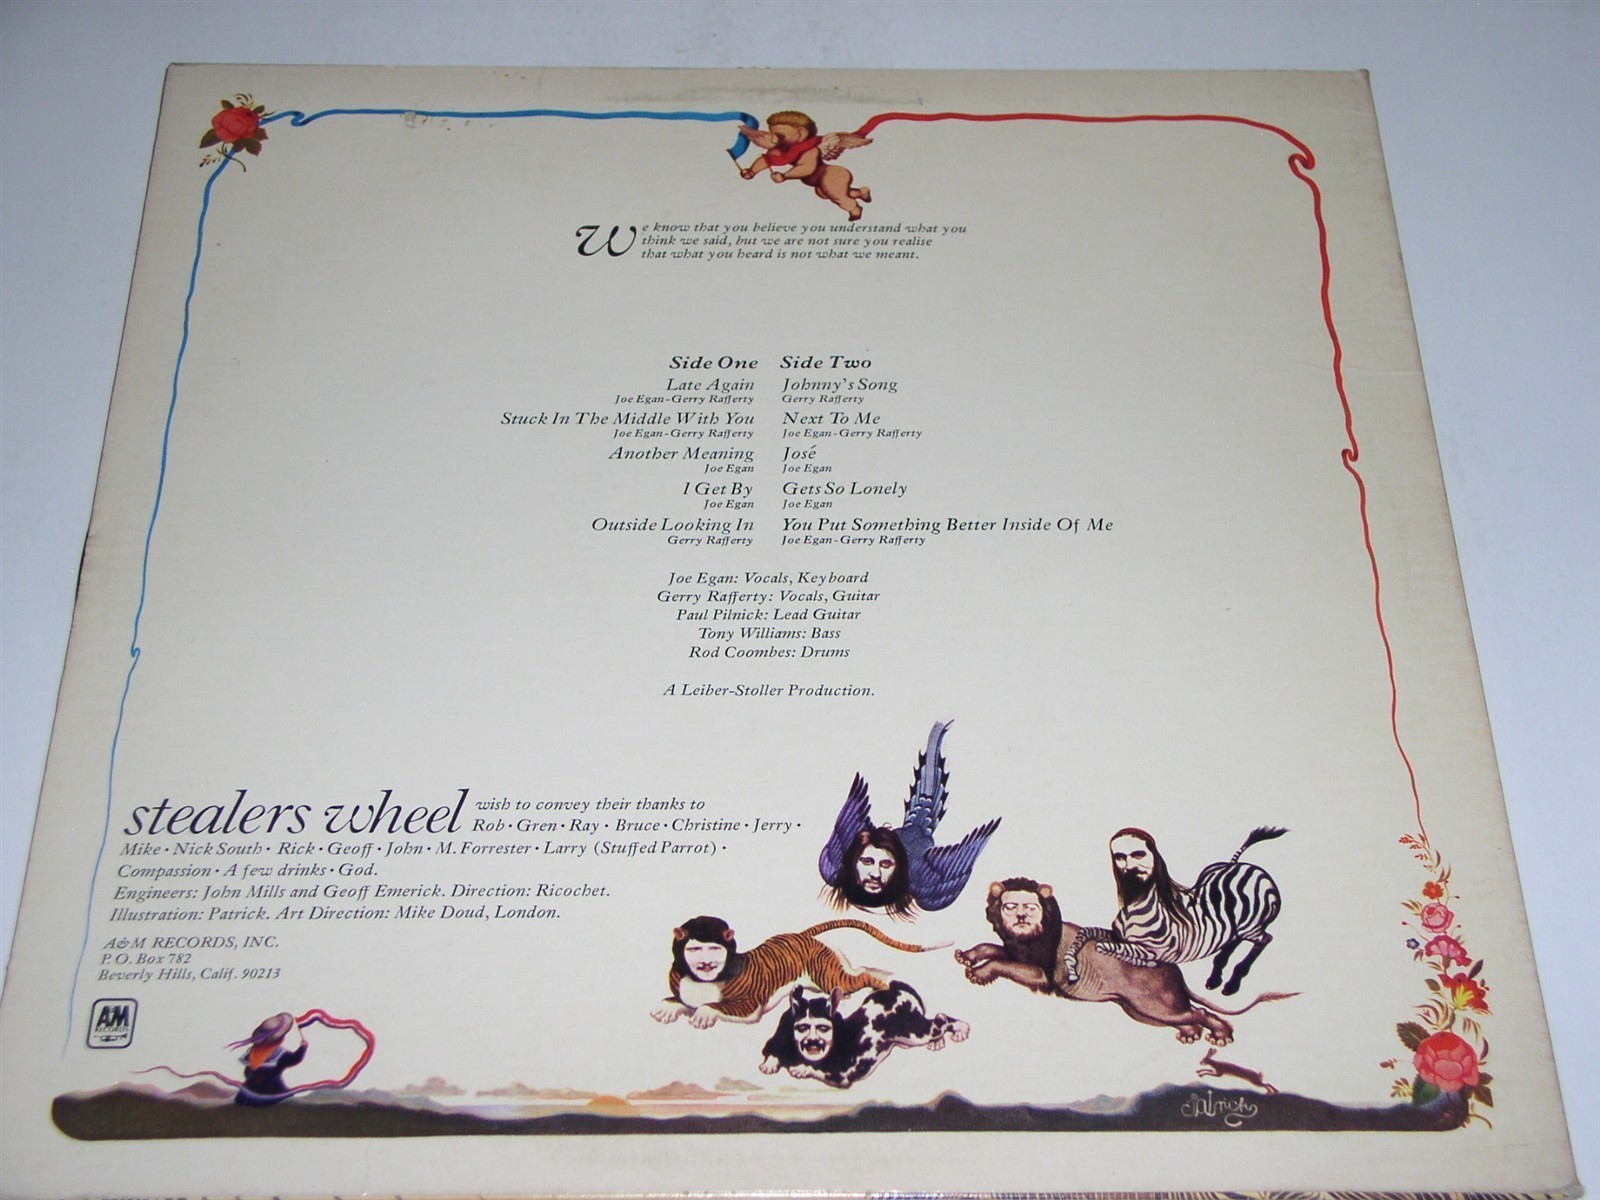 We know that you believe you understand what you
think we said, but we are not sure you realise
that what you heard is not what we meant.
Side One
Late Again
Joe Egan-Gerry Rafferty
Stuck In The Middle With You
Joe Egan-Gerry Rafferty
Another Meaning
Joe Egan
I Get By
Joe Egan
Outside Looking In
Gerry Rafferty
Side Two
Johnny's Song
Gerry Rafferty
Next To Me
Joe Egan-Gerry Rafferty
José
Joe Egan
Gets So Lonely
Joe Egan
You Put Something Better Inside Of Me
Joe Egan-Gerry Rafferty
Joe Egan: Vocals, Keyboard
Gerry Rafferty: Vocals, Guitar
Paul Pilnick: Lead Guitar
Tony Williams: Bass
Rod Coombes: Drums
A Leiber-Stoller Production.
stealers wheel wish to convey their thanks to
Rob · Gren · Ray · Bruce · Christine · Jerry ·
Mike · Nick South · Rick · Geoff · John · M. Forrester · Larry (Stuffed Parrot) ·
Compassion · A few drinks · God.
Engineers: John Mills and Geoff Emerick. Direction: Ricochet.
Illustration: Patrick. Art Direction: Mike Doud, London.
A&M RECORDS, INC.
P.O. Box 782
Beverly Hills, Calif. 90213
A&M
RECORDS
Patrick